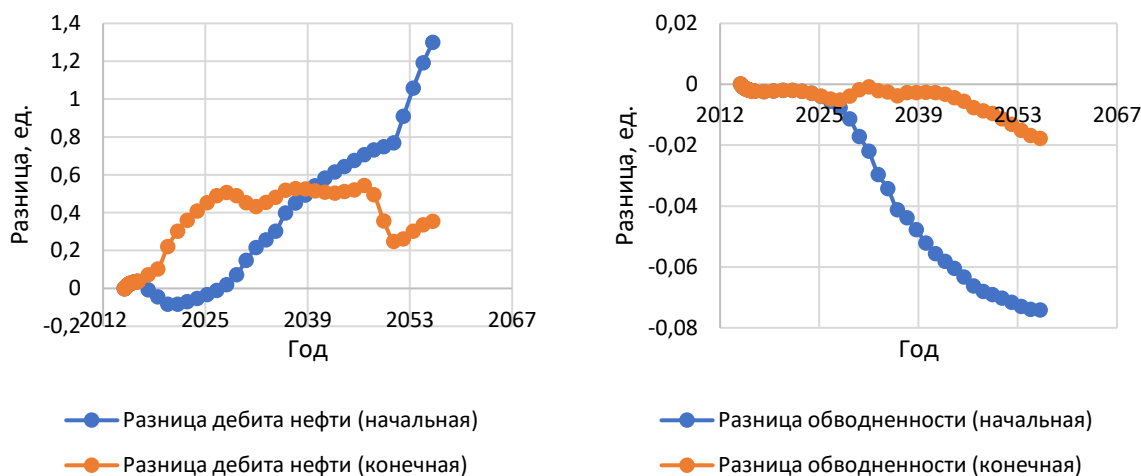 1,4
1,2
1
0,8
0,6
0,4
0,2
0
-0,2
2012 2025 2039 2053 2067
Разница, ед.
Год
Разница дебита нефти (начальная)
Разница дебита нефти (конечная)
0,02
0
-0,02
-0,04
-0,06
-0,08
2012 2025 2039 2053 2067
Разница, ед.
Год
Разница обводненности (начальная)
Разница обводненности (конечная)